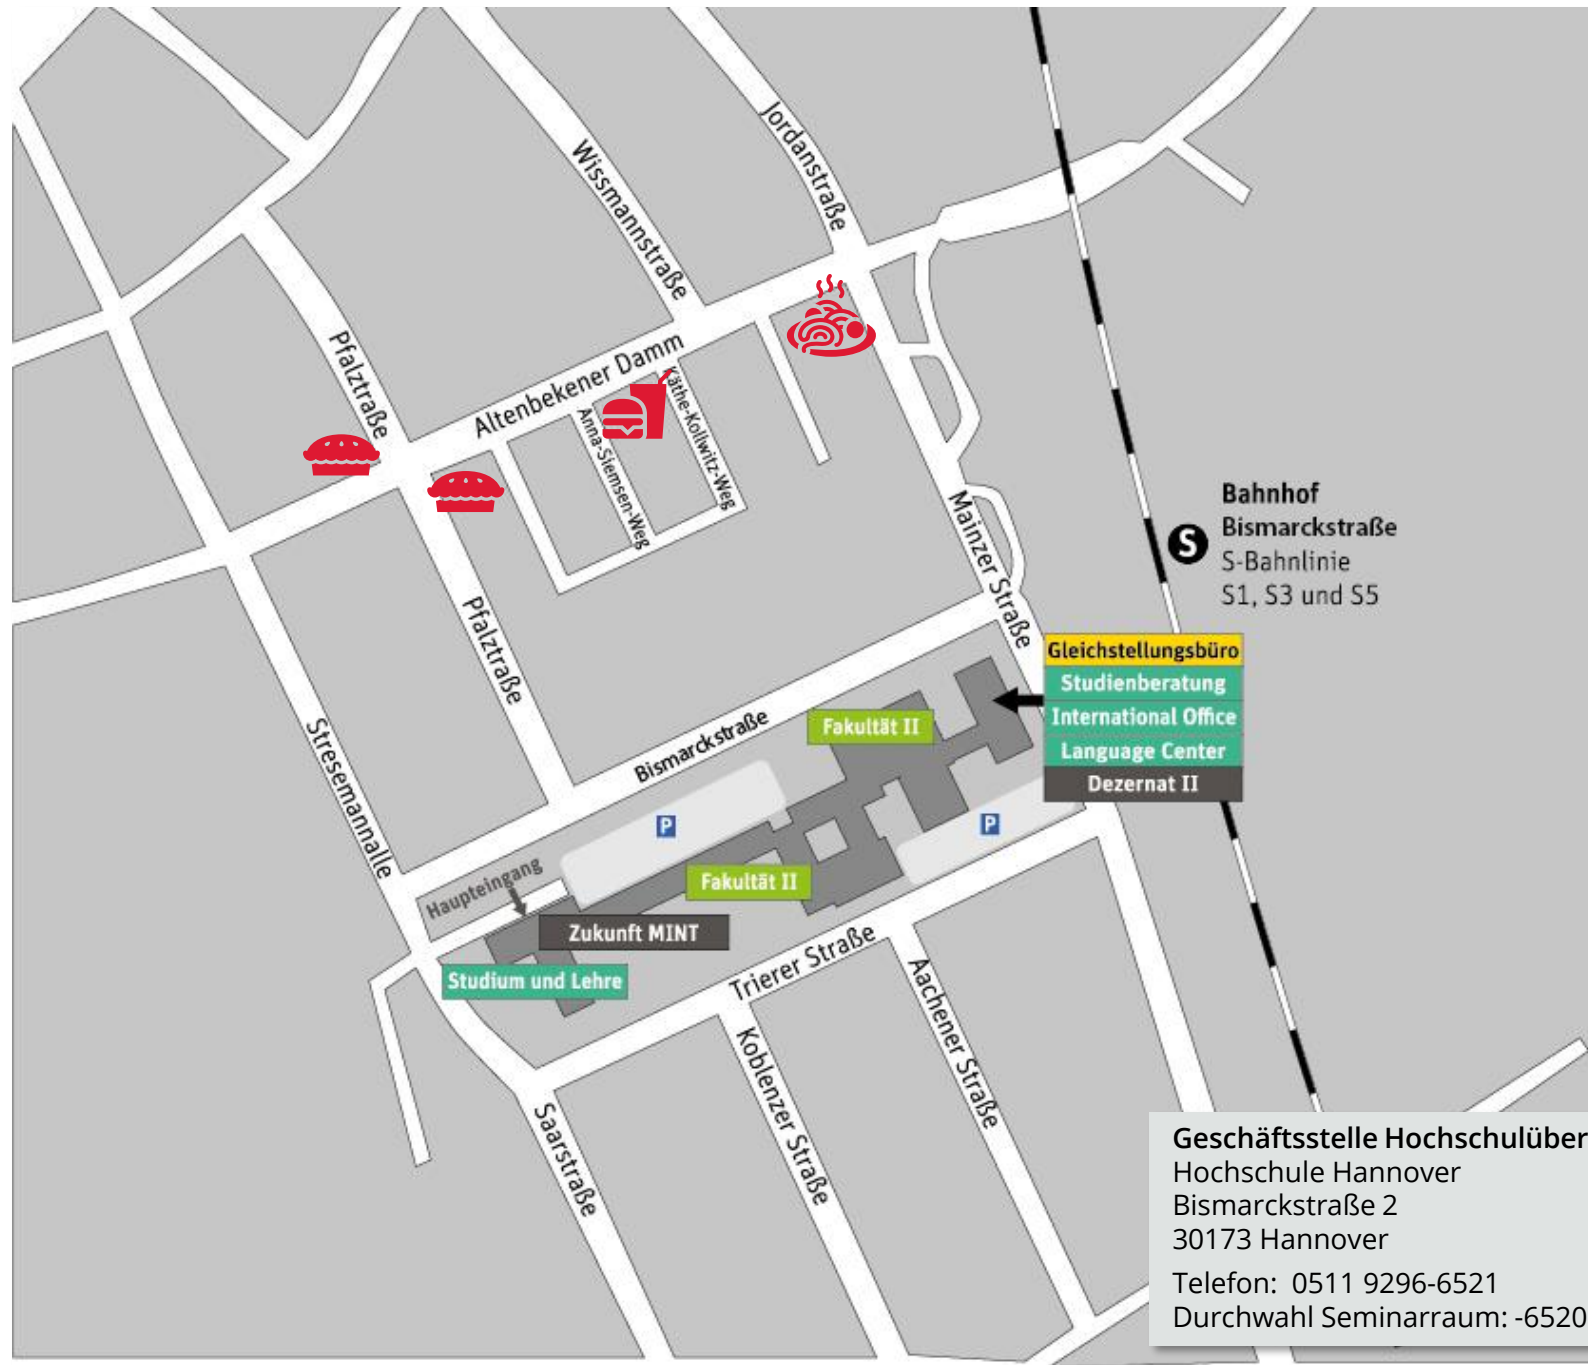 Jordanstraße
Wissmannstraße
Pfalztraße
Altenbekener Damm
Käthe-Kollwitz-Weg
Anna-Siemsen-Weg
Mainzer Straße
Bahnhof
Bismarckstraße
S
S-Bahnlinie
S1, S3 und S5
Pfalztraße
Gleichstellungsbüro
Studienberatung
International Office
Language Center
Dezernat II
Stresemannalle
Bismarckstraße
Fakultät II
P
P
Haupteingang
Fakultät II
Zukunft MINT
Studium und Lehre
Trierer Straße
Aachener Straße
Koblenzer Straße
Saarstraße
Geschäftsstelle Hochschulüber
Hochschule Hannover
Bismarckstraße 2
30173 Hannover
Telefon: 0511 9296-6521
Durchwahl Seminarraum: -6520